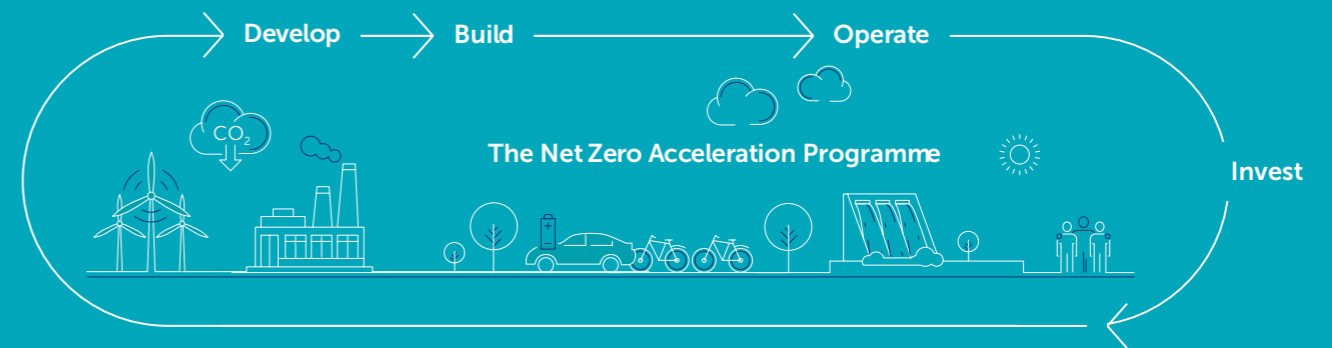 Develop
Build
Operate
CO₂
The Net Zero Acceleration Programme
Invest
+
−